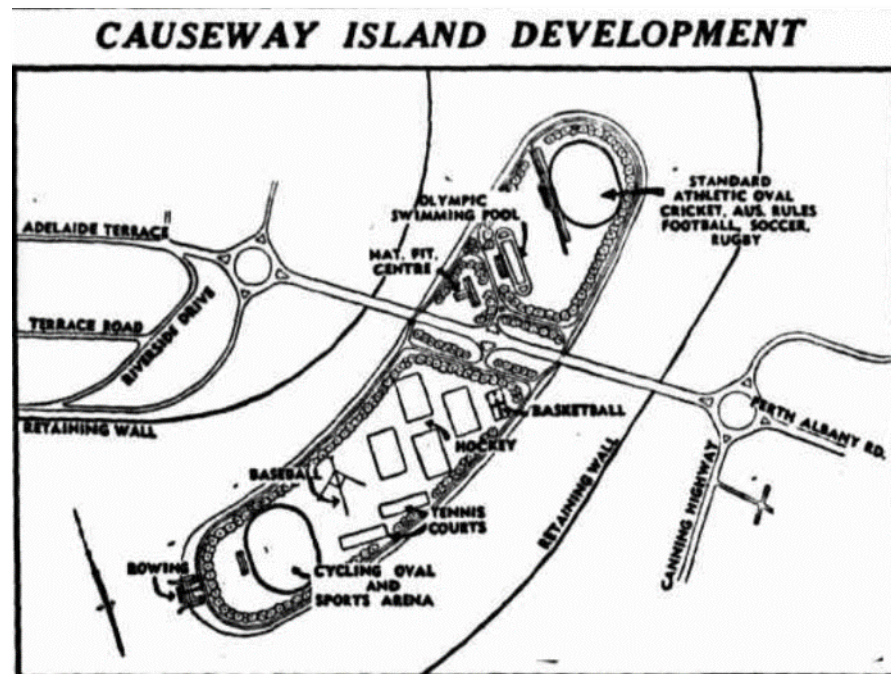 CAUSEWAY ISLAND DEVELOPMENT
STANDARD
ATHLETIC OVAL
CRICKET, AUS. RULES
FOOTBALL, SOCCER,
RUGBY
OLYMPIC
SWIMMING POOL
ADELAIDE TERRACE
NAT. FIT.
CENTRE
TERRACE ROAD
RIVERSIDE DRIVE
RETAINING WALL
BASKETBALL
PERTH ALBANY RD.
HOCKEY
CANNING HIGHWAY
RETAINING WALL
BASEBALL
TENNIS
COURTS
ROWING
CYCLING OVAL
AND
SPORTS ARENA